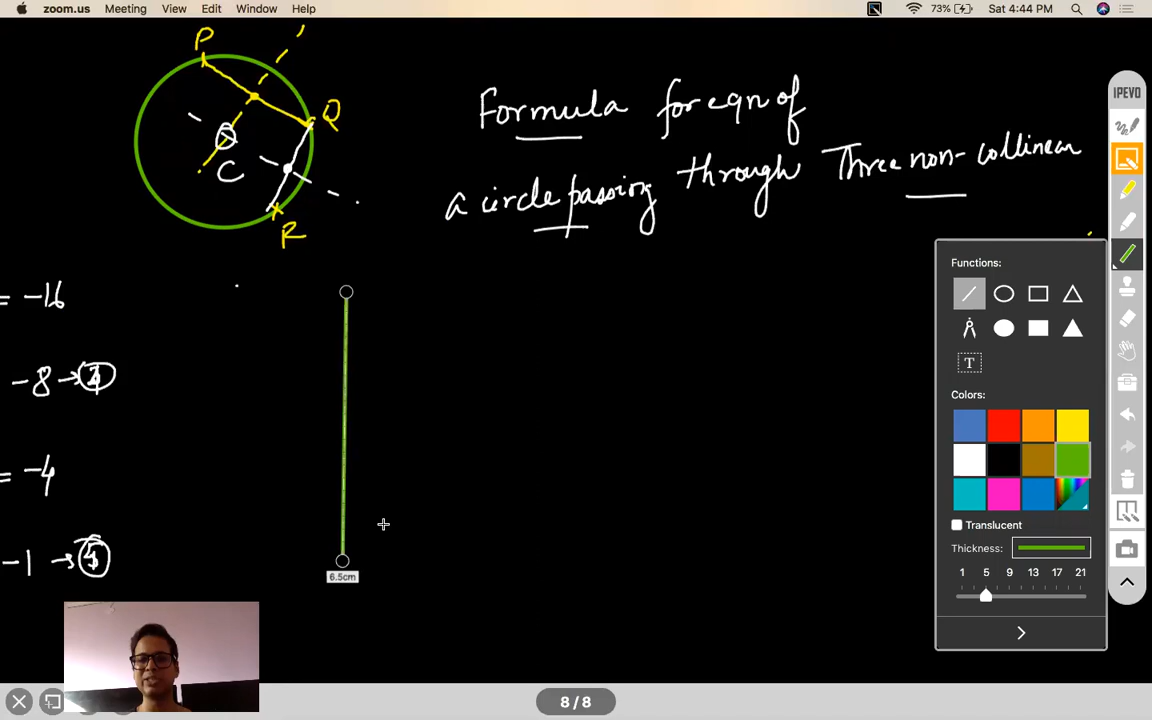 zoom.us Meeting View Edit Window Help 73% Sat 4:44 PM
P
Q
C
R
Formula for eqn of
a circle passing through Three non-collinear
= -16
-8 →
= -4
-1 →
6.5cm
IPEVO
Functions:
T
Colors:
Translucent
Thickness:
1 5 9 13 17 21
8 / 8